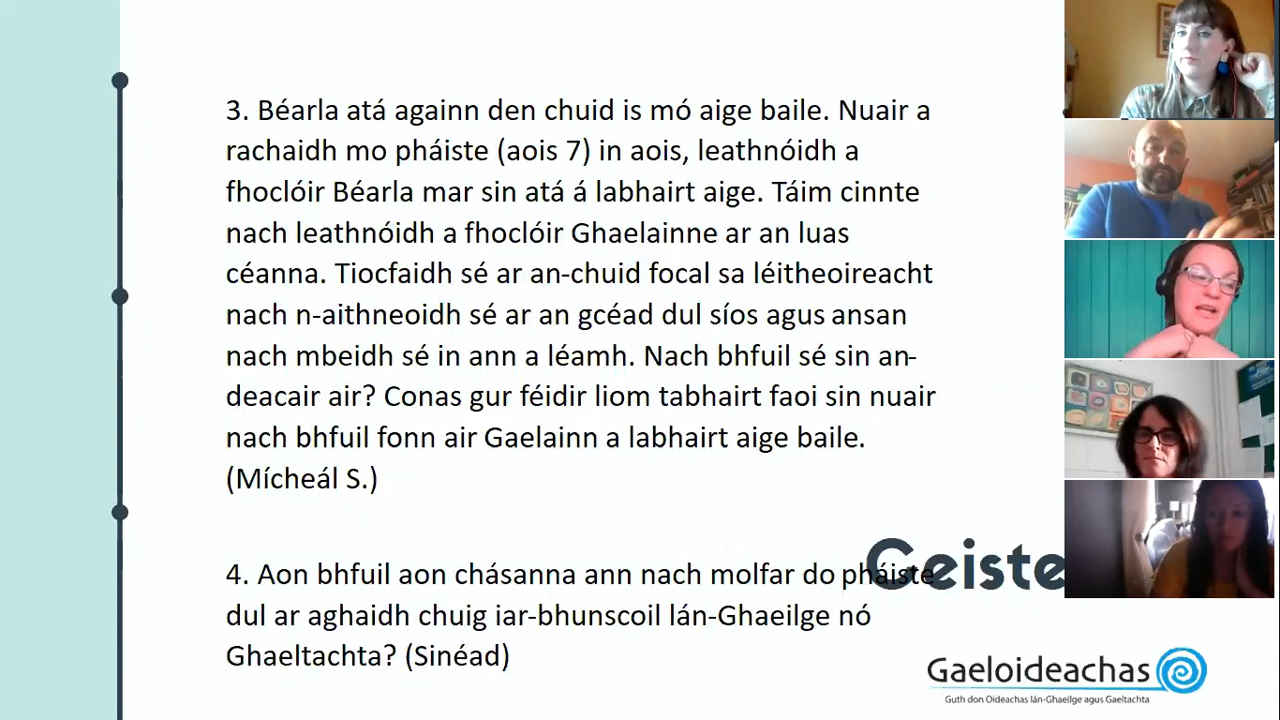 3. Béarla atá againn den chuid is mó aige baile. Nuair a
rachaidh mo pháiste (aois 7) in aois, leathnóidh a
fhoclóir Béarla mar sin atá á labhairt aige. Táim cinnte
nach leathnóidh a fhoclóir Ghaelainne ar an luas
céanna. Tiocfaidh sé ar an-chuid focal sa léitheoireacht
nach n-aithneoidh sé ar an gcéad dul síos agus ansan
nach mbeidh sé in ann a léamh. Nach bhfuil sé sin an-
deacair air? Conas gur féidir liom tabhairt faoi sin nuair
nach bhfuil fonn air Gaelainn a labhairt aige baile.
(Mícheál S.)
4. Aon bhfuil aon chásanna ann nach molfar do pháiste
dul ar aghaidh chuig iar-bhunscoil lán-Ghaeilge nó
Ghaeltachta? (Sinéad)
Geiste
Gaeloideachas
Guth don Oideachas lán-Ghaeilge agus Gaeltachta